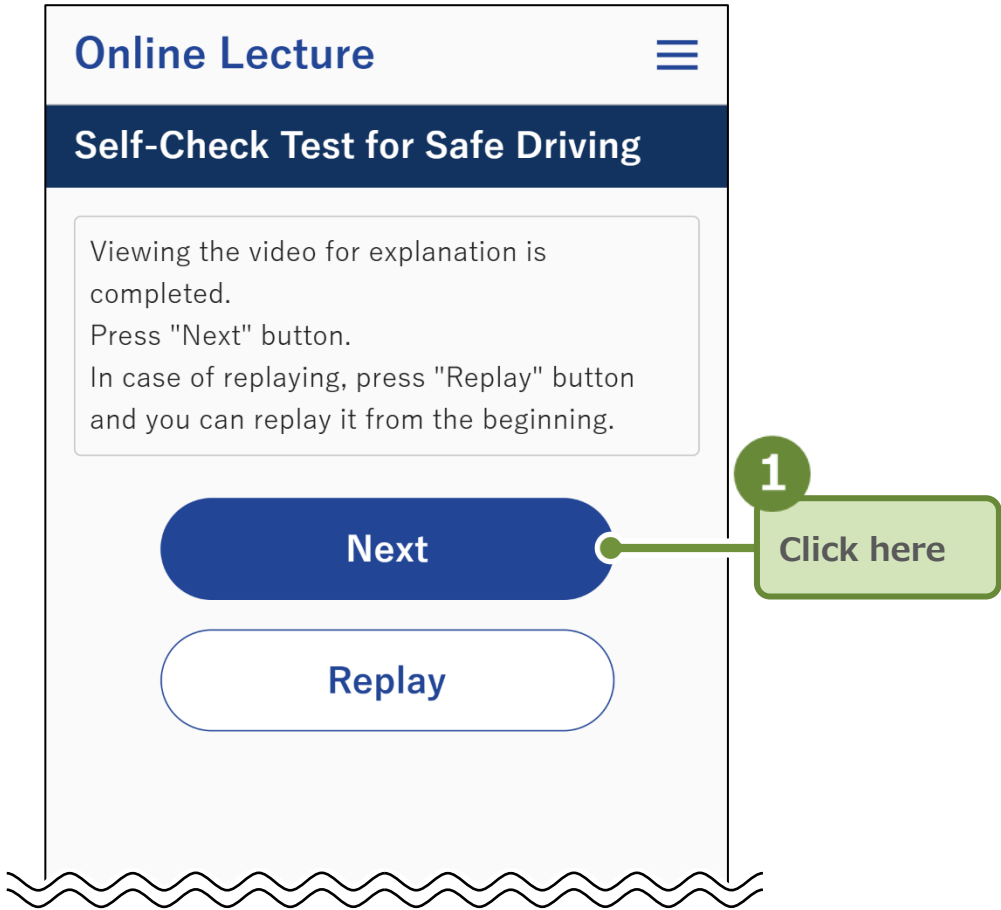 Online Lecture
Self-Check Test for Safe Driving
Viewing the video for explanation is
completed.
Press "Next" button.
In case of replaying, press "Replay" button
and you can replay it from the beginning.
1
Next
Click here
Replay